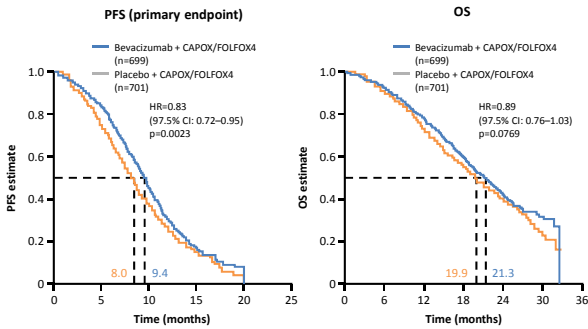 PFS (primary endpoint)
Bevacizumab + CAPOX/FOLFOX4
(n=699)
Placebo + CAPOX/FOLFOX4
(n=701)
HR=0.83
(97.5% CI: 0.72–0.95)
p=0.0023
PFS estimate
1.0
0.8
0.6
0.4
0.2
0
8.0
9.4
0 5 10 15 20 25
Time (months)
OS
Bevacizumab + CAPOX/FOLFOX4
(n=699)
Placebo + CAPOX/FOLFOX4
(n=701)
HR=0.89
(97.5% CI: 0.76–1.03)
p=0.0769
OS estimate
1.0
0.8
0.6
0.4
0.2
0
19.9
21.3
0 6 12 18 24 30 36
Time (months)